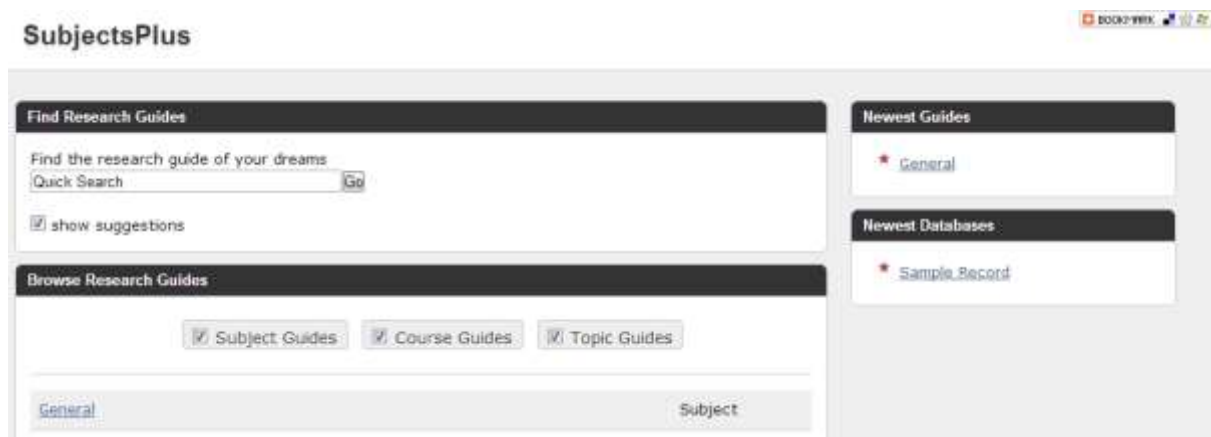 SubjectsPlus
BOOKMARK
Find Research Guides
Find the research guide of your dreams
Quick Search Go
show suggestions
Browse Research Guides
Subject Guides Course Guides Topic Guides
General Subject
Newest Guides
General
Newest Databases
Sample Record